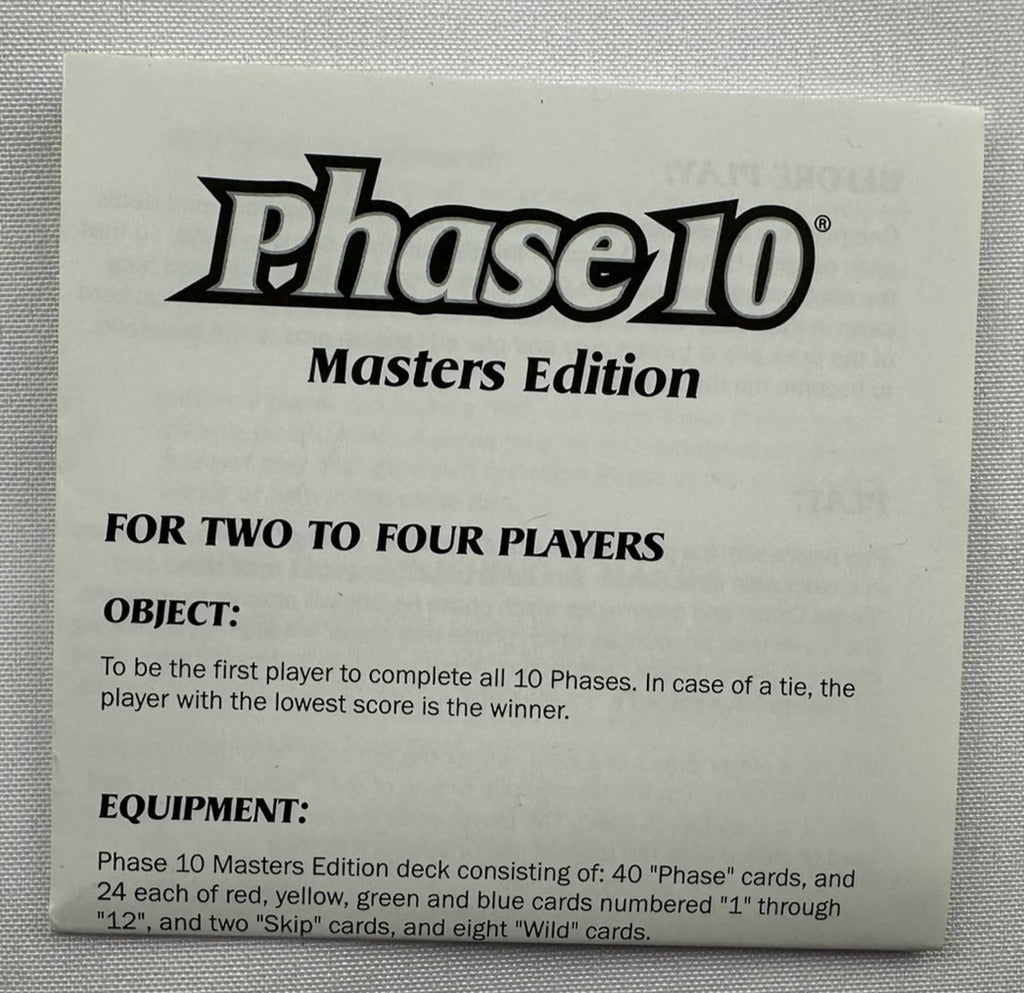 Phase 10®
Masters Edition
FOR TWO TO FOUR PLAYERS
OBJECT:
To be the first player to complete all 10 Phases. In case of a tie, the
player with the lowest score is the winner.
EQUIPMENT:
Phase 10 Masters Edition deck consisting of: 40 "Phase" cards, and
24 each of red, yellow, green and blue cards numbered "1" through
"12", and two "Skip" cards, and eight "Wild" cards.